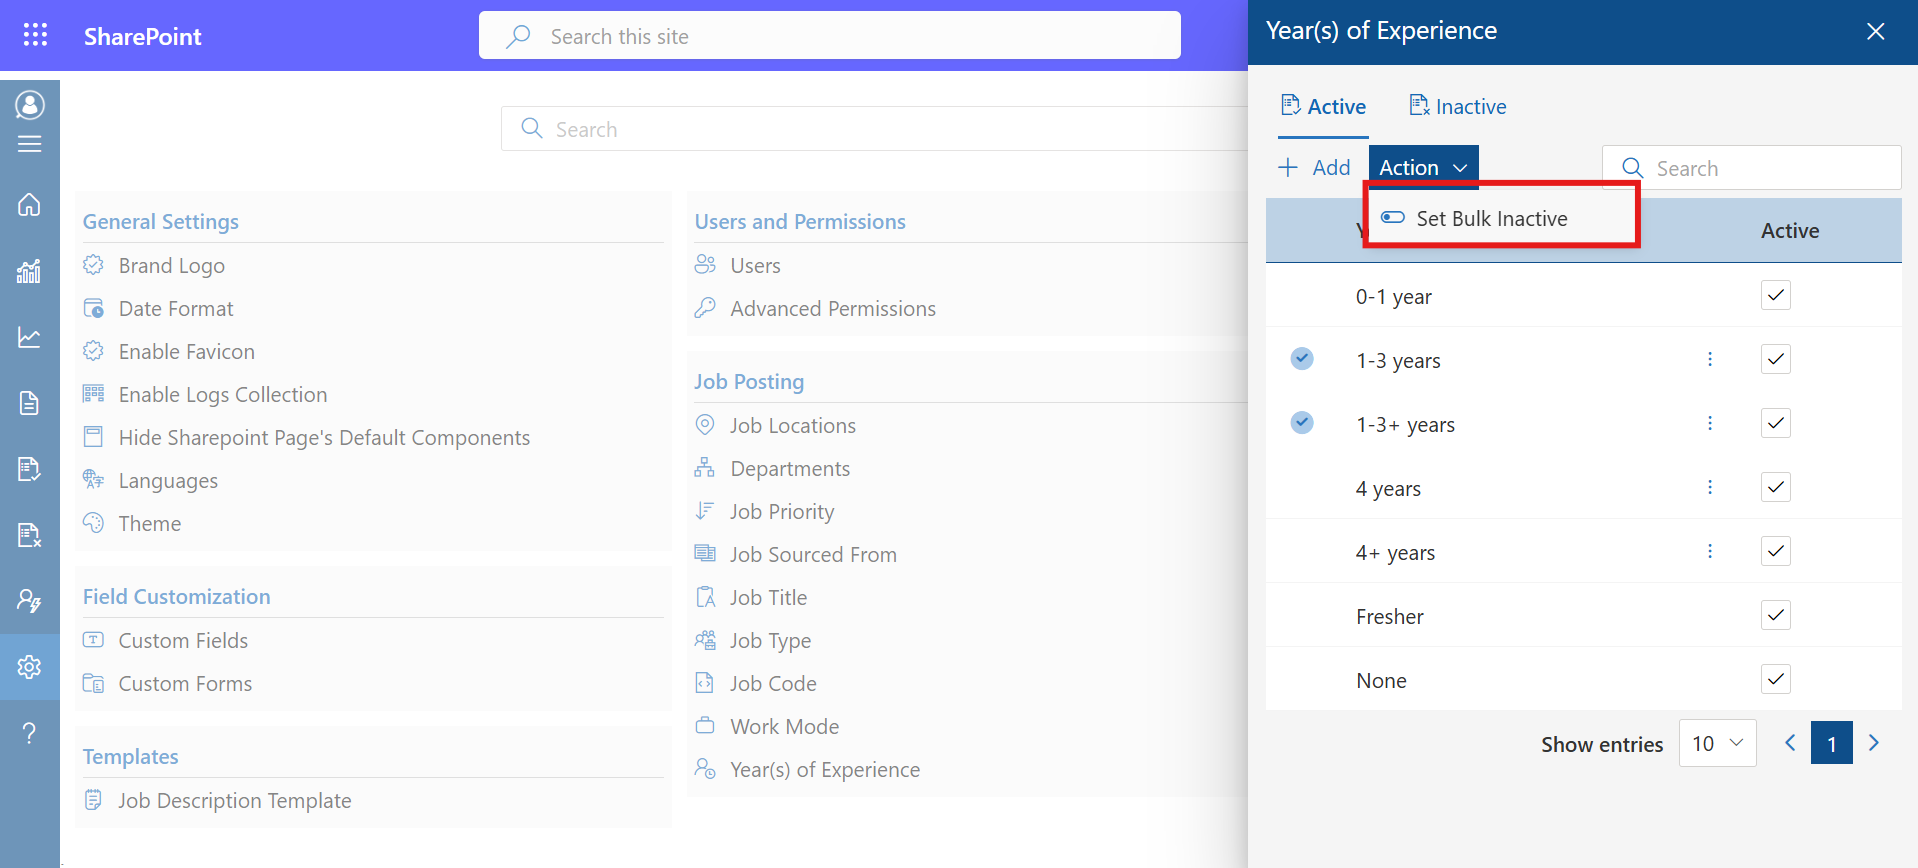 SharePoint
Search this site
Year(s) of Experience
Search
General Settings
Brand Logo
Date Format
Enable Favicon
Enable Logs Collection
Hide Sharepoint Page's Default Components
Languages
Theme
Field Customization
Custom Fields
Custom Forms
Templates
Job Description Template
Users and Permissions
Users
Advanced Permissions
Job Posting
Job Locations
Departments
Job Priority
Job Sourced From
Job Title
Job Type
Job Code
Work Mode
Year(s) of Experience
Active Inactive
Add Action Search
Set Bulk Inactive
Active
0-1 year
1-3 years
1-3+ years
4 years
4+ years
Fresher
None
Show entries 10 1